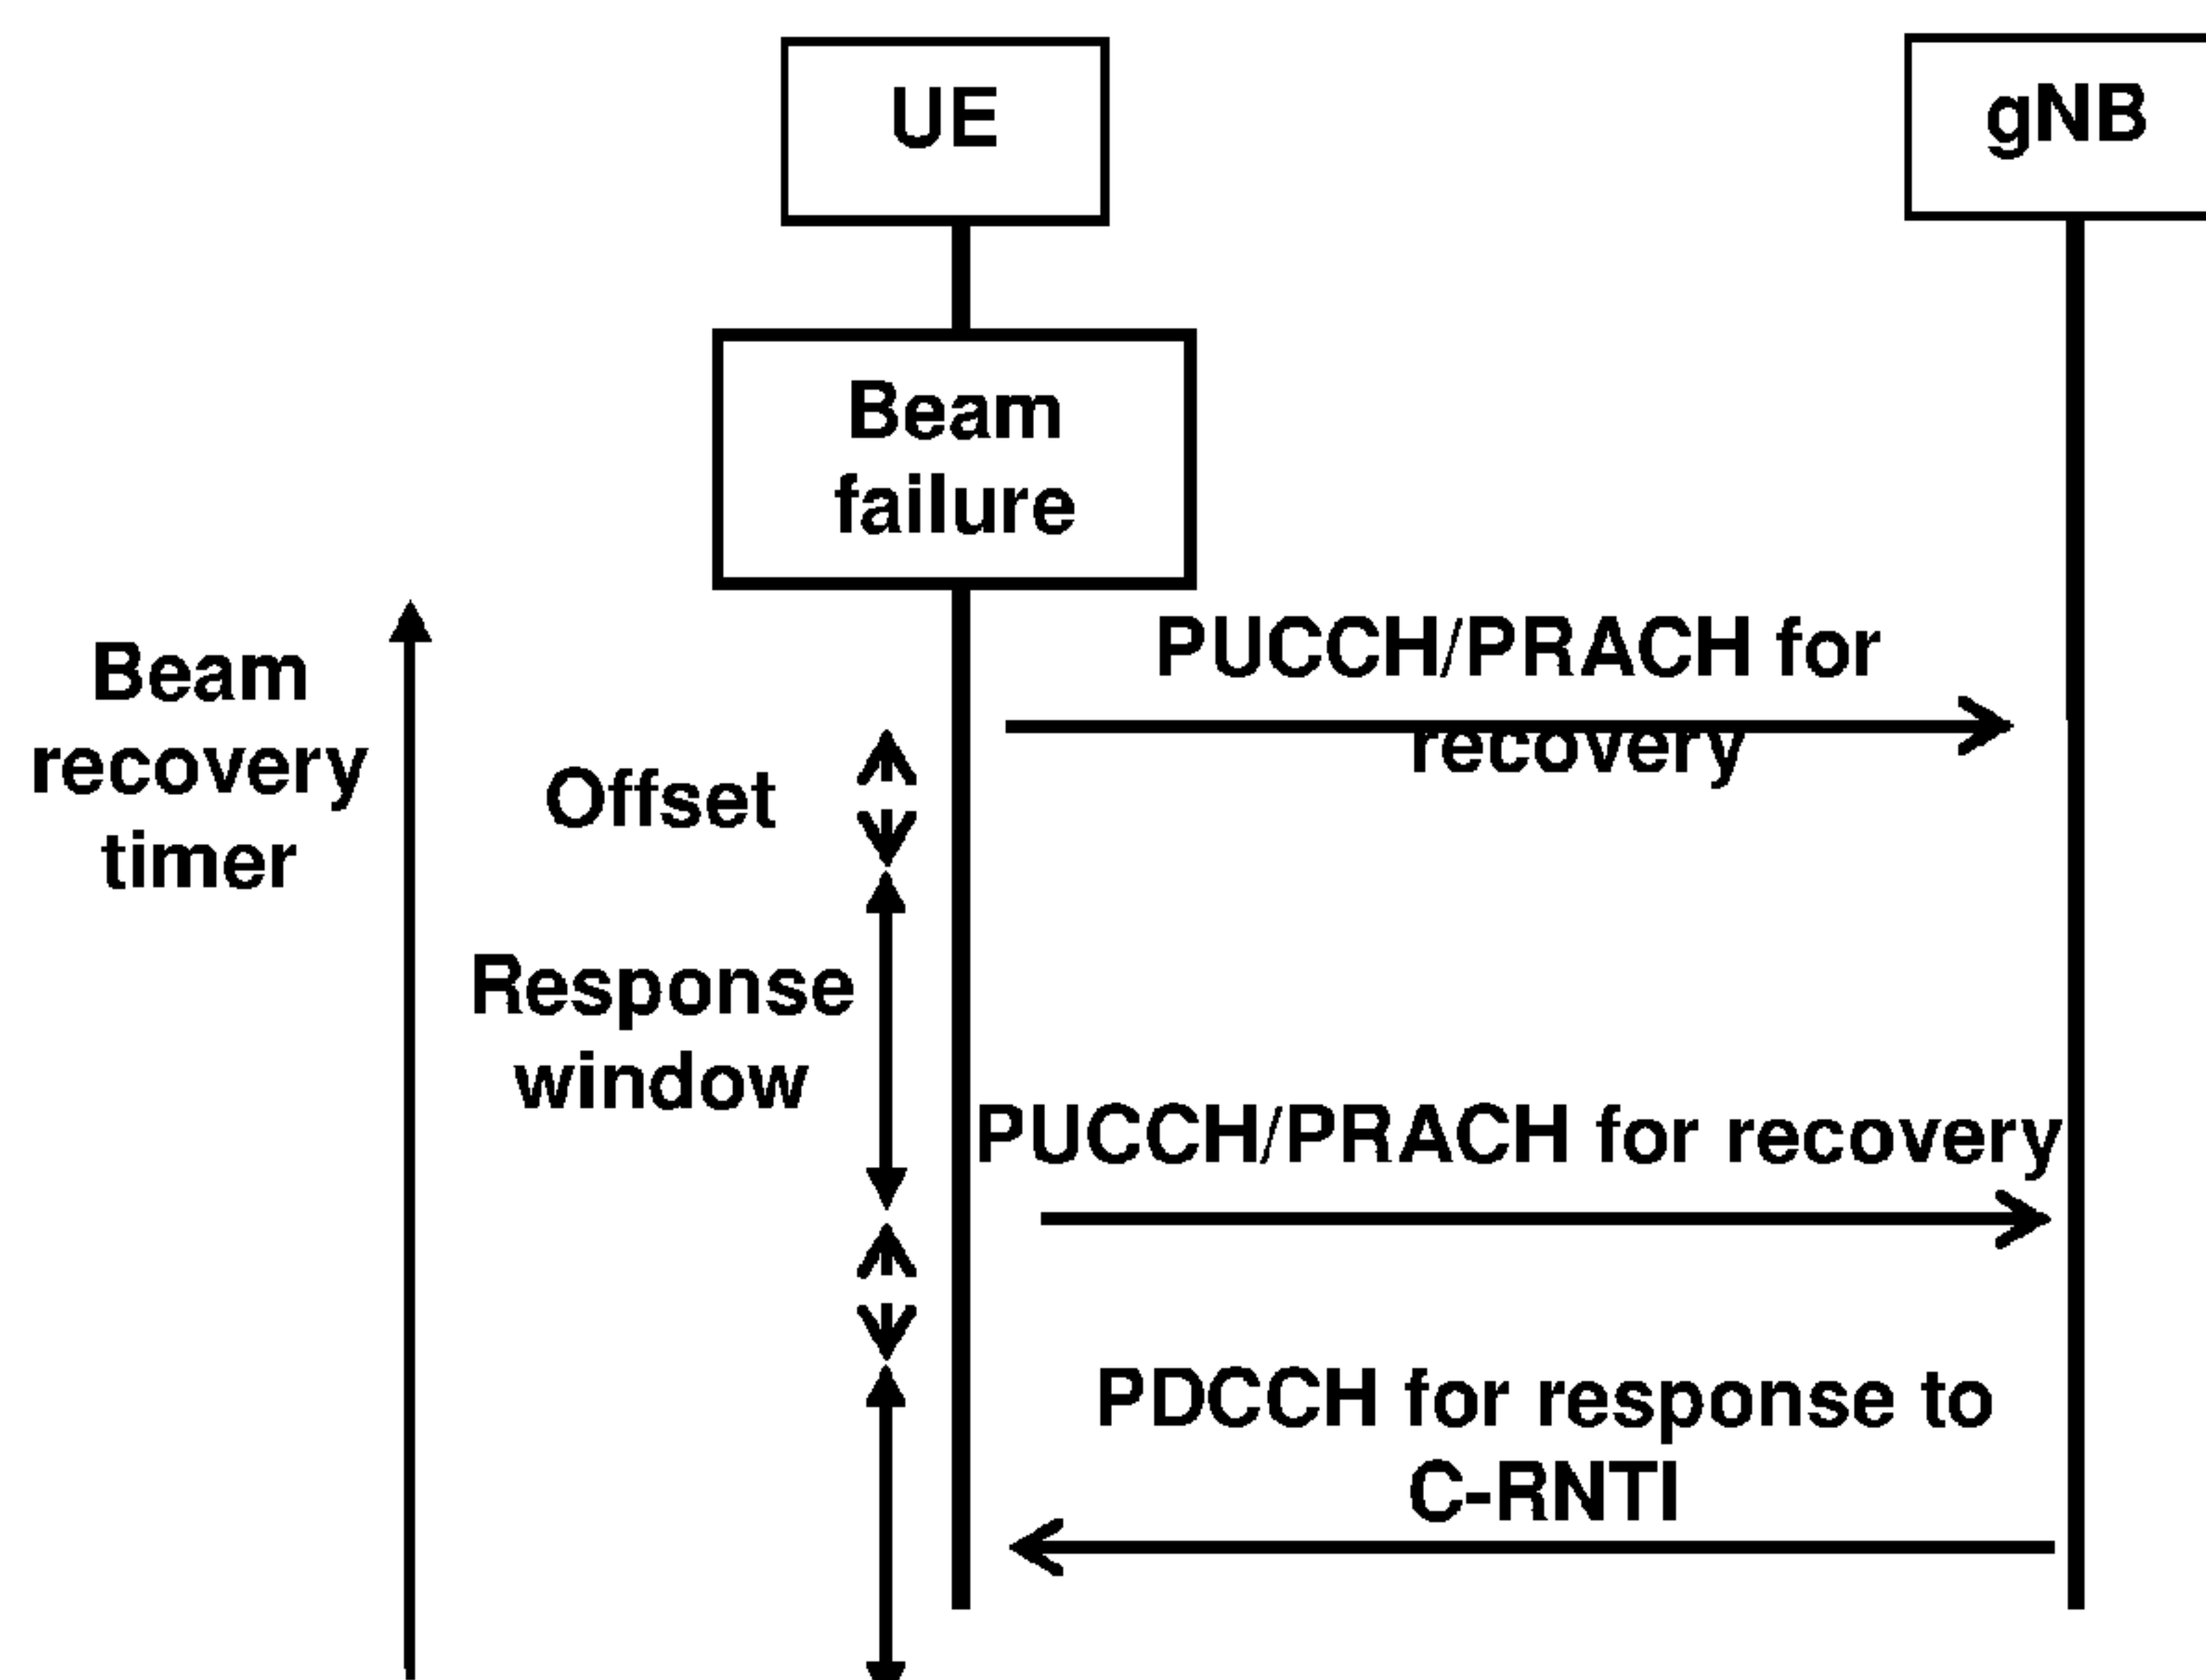 UE
gNB
Beam
failure
Beam
recovery
timer
PUCCH/PRACH for
recovery
Offset
Response
window
PUCCH/PRACH for recovery
PDCCH for response to
C-RNTI